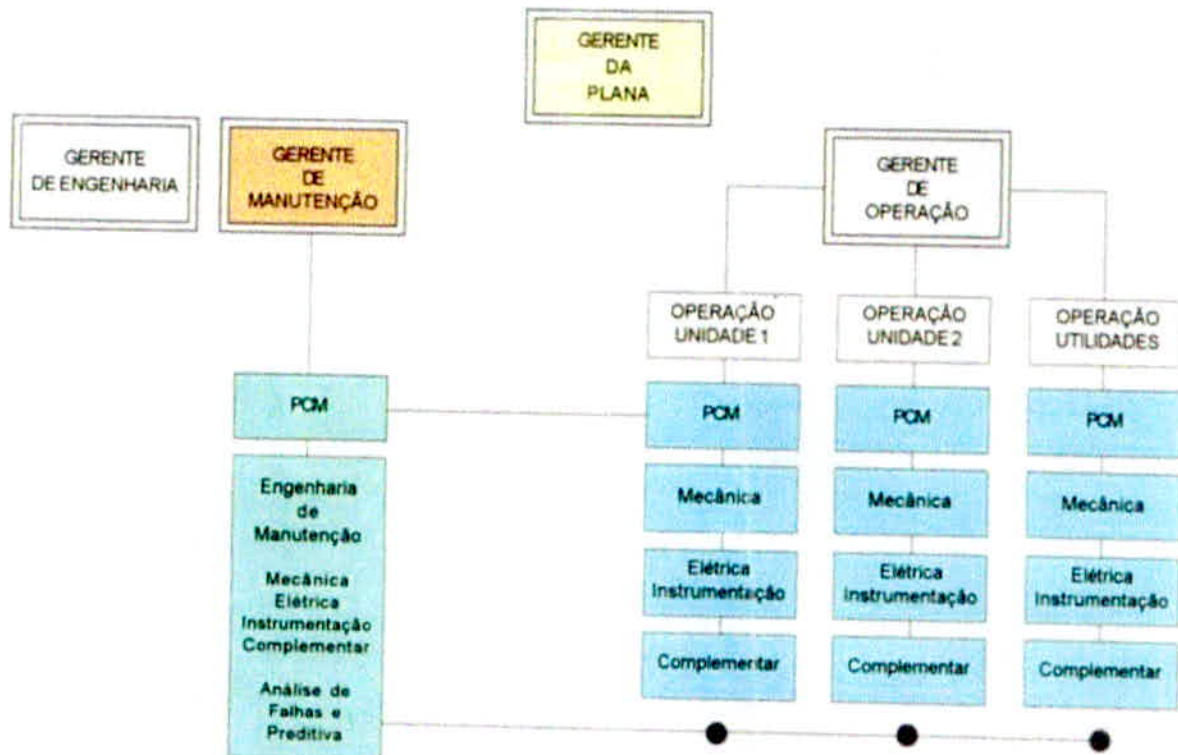 GERENTE
DA
PLANA
GERENTE
DE ENGENHARIA
GERENTE
DE
MANUTENÇÃO
GERENTE
DE
OPERAÇÃO
OPERAÇÃO
UNIDADE 1
OPERAÇÃO
UNIDADE 2
OPERAÇÃO
UTILIDADES
PCM
PCM
PCM
PCM
Engenharia
de
Manutenção
Mecânica
Elétrica
Instrumentação
Complementar
Análise de
Falhas e
Preditiva
Mecânica
Mecânica
Mecânica
Elétrica
Instrumentação
Elétrica
Instrumentação
Elétrica
Instrumentação
Complementar
Complementar
Complementar